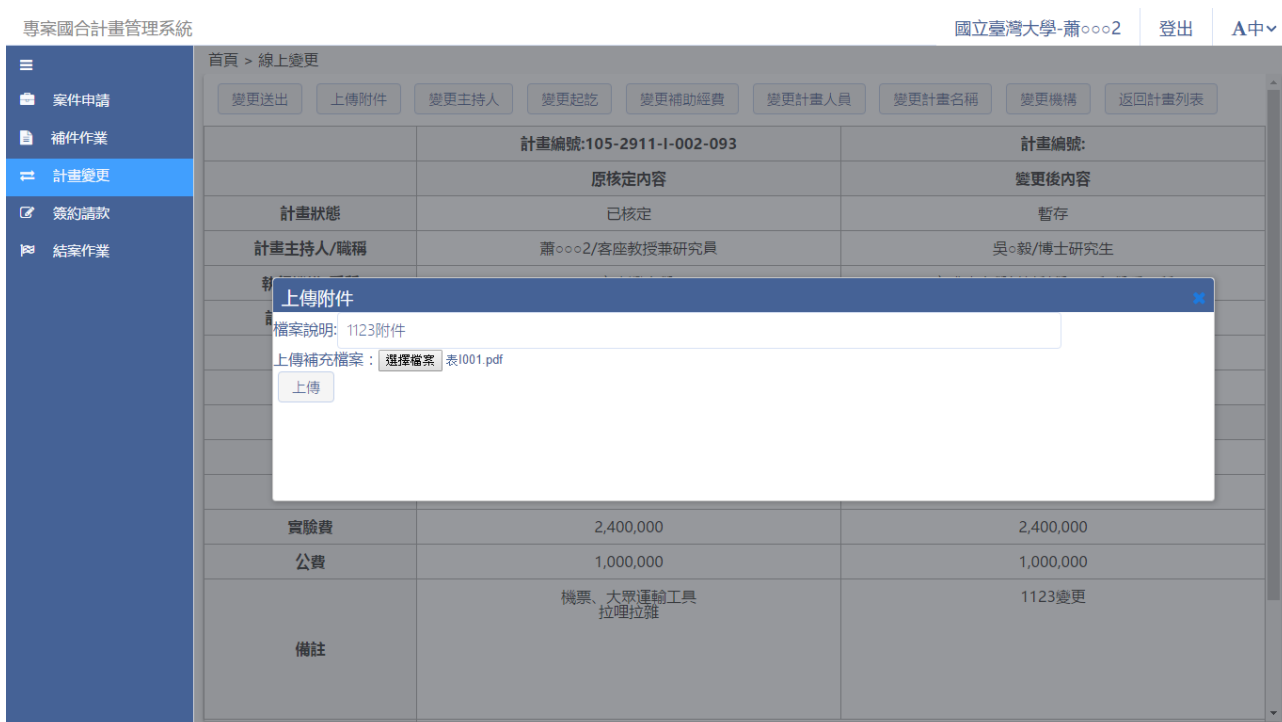 專案國合計畫管理系統
國立臺灣大學-蕭○○○2
登出
A中
首頁 > 線上變更
案件申請
補件作業
計畫變更
簽約請款
結案作業
變更送出
上傳附件
變更主持人
變更起訖
變更補助經費
變更計畫人員
變更計畫名稱
變更機構
返回計畫列表
計畫編號:105-2911-I-002-093
計畫編號:
原核定內容
變更後內容
計畫狀態
已核定
暫存
計畫主持人/職稱
蕭○○○2/客座教授兼研究員
吳○毅/博士研究生
上傳附件
檔案說明:
1123附件
上傳補充檔案：
選擇檔案
表I001.pdf
上傳
實驗費
2,400,000
2,400,000
公費
1,000,000
1,000,000
備註
機票、大眾運輸工具
拉哩拉雜
1123變更